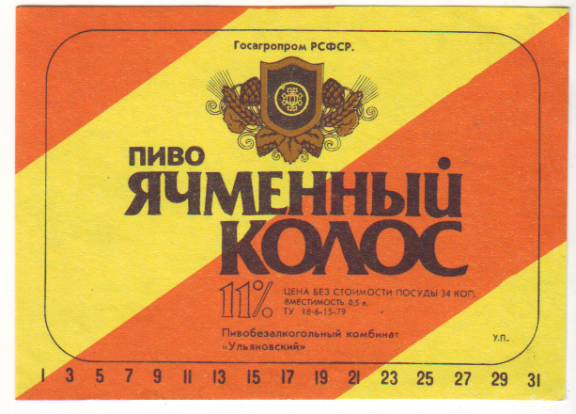 Госагропром РСФСР.
ПИВО
ЯЧМЕННЫЙ
КОЛОС
11%
ЦЕНА БЕЗ СТОИМОСТИ ПОСУДЫ 34 КОП.
ВМЕСТИМОСТЬ 0,5 л.
ТУ 18-6-15-79
Пивобезалкогольный комбинат
«Ульяновский»
У.П.
1 3 5 7 9 11 13 15 17 19 21 23 25 27 29 31